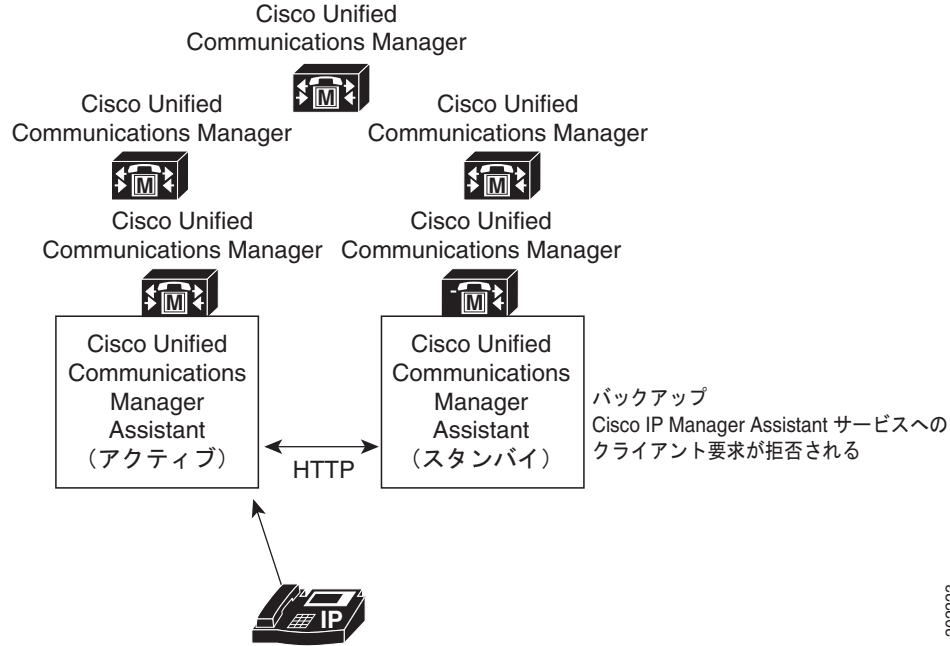 Cisco Unified
Communications Manager
M
Cisco Unified
Communications Manager
M
Cisco Unified
Communications Manager
M
Cisco Unified
Communications Manager
M
Cisco Unified
Communications Manager
M
Cisco Unified
Communications
Manager
Assistant
（アクティブ）
HTTP
Cisco Unified
Communications
Manager
Assistant
（スタンバイ）
バックアップ
Cisco IP Manager Assistant サービスへの
クライアント要求が拒否される
IP